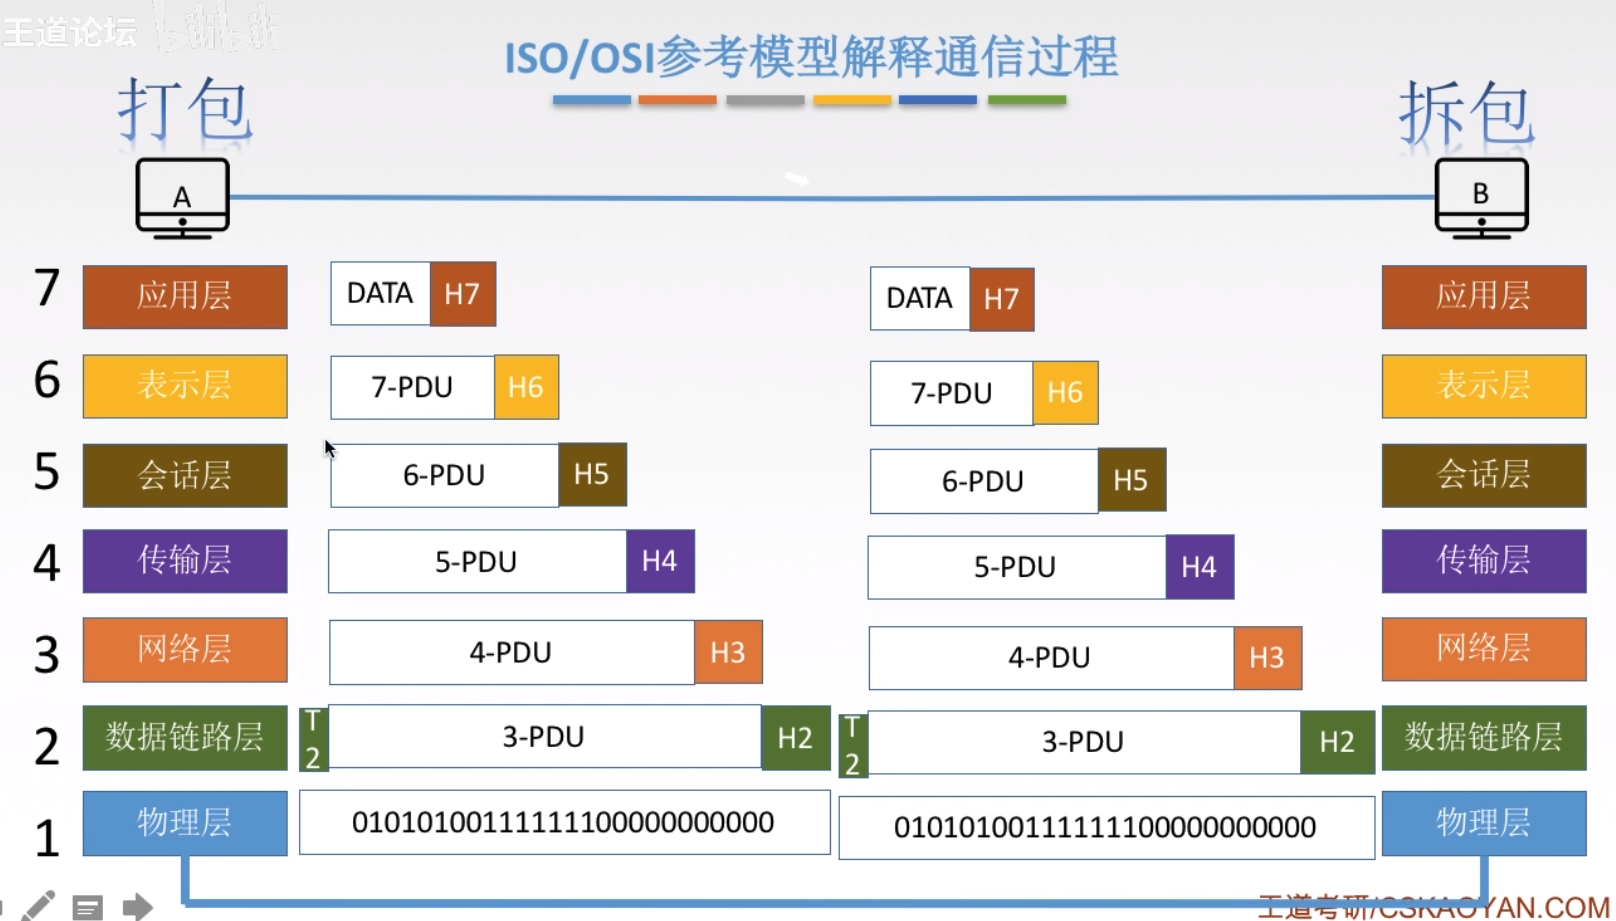 王道论坛 bilibili
ISO/OSI参考模型解释通信过程
打包
拆包
A
B
7 应用层 DATA H7 DATA H7 应用层
6 表示层 7-PDU H6 7-PDU H6 表示层
5 会话层 6-PDU H5 6-PDU H5 会话层
4 传输层 5-PDU H4 5-PDU H4 传输层
3 网络层 4-PDU H3 4-PDU H3 网络层
2 数据链路层 T2 3-PDU H2 T2 3-PDU H2 数据链路层
1 物理层 010101001111111100000000000 010101001111111100000000000 物理层
王道考研/CSKAOYAN.COM